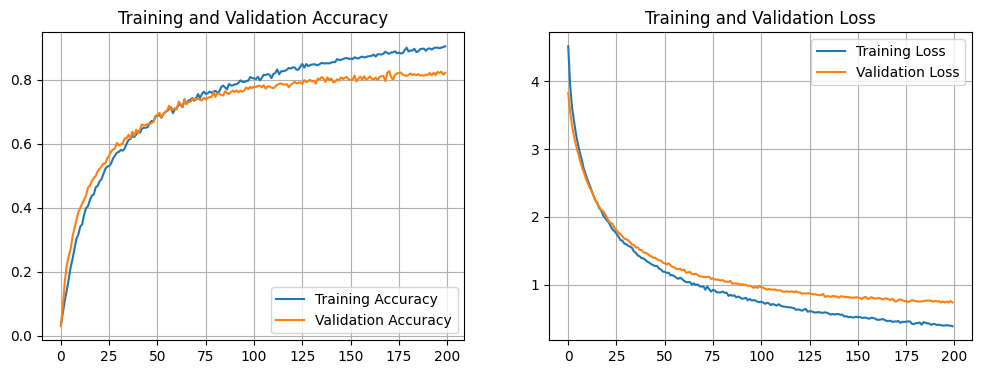 Training and Validation Accuracy
0.8
0.6
0.4
0.2
0.0
Training Accuracy
Validation Accuracy
0 25 50 75 100 125 150 175 200
Training and Validation Loss
Training Loss
Validation Loss
4
3
2
1
0 25 50 75 100 125 150 175 200